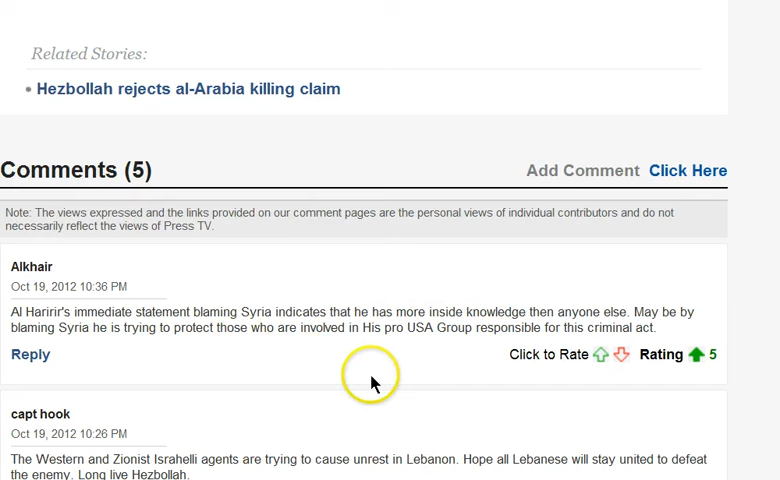 Related Stories:
Hezbollah rejects al-Arabia killing claim
Comments (5)
Add Comment Click Here
Note: The views expressed and the links provided on our comment pages are the personal views of individual contributors and do not
necessarily reflect the views of Press TV.
Alkhair
Oct 19, 2012 10:36 PM
Al Haririr's immediate statement blaming Syria indicates that he has more inside knowledge then anyone else. May be by
blaming Syria he is trying to protect those who are involved in His pro USA Group responsible for this criminal act.
Reply
Click to Rate Rating 5
capt hook
Oct 19, 2012 10:26 PM
The Western and Zionist Israhelli agents are trying to cause unrest in Lebanon. Hope all Lebanese will stay united to defeat
the enemy. Long live Hezbollah.